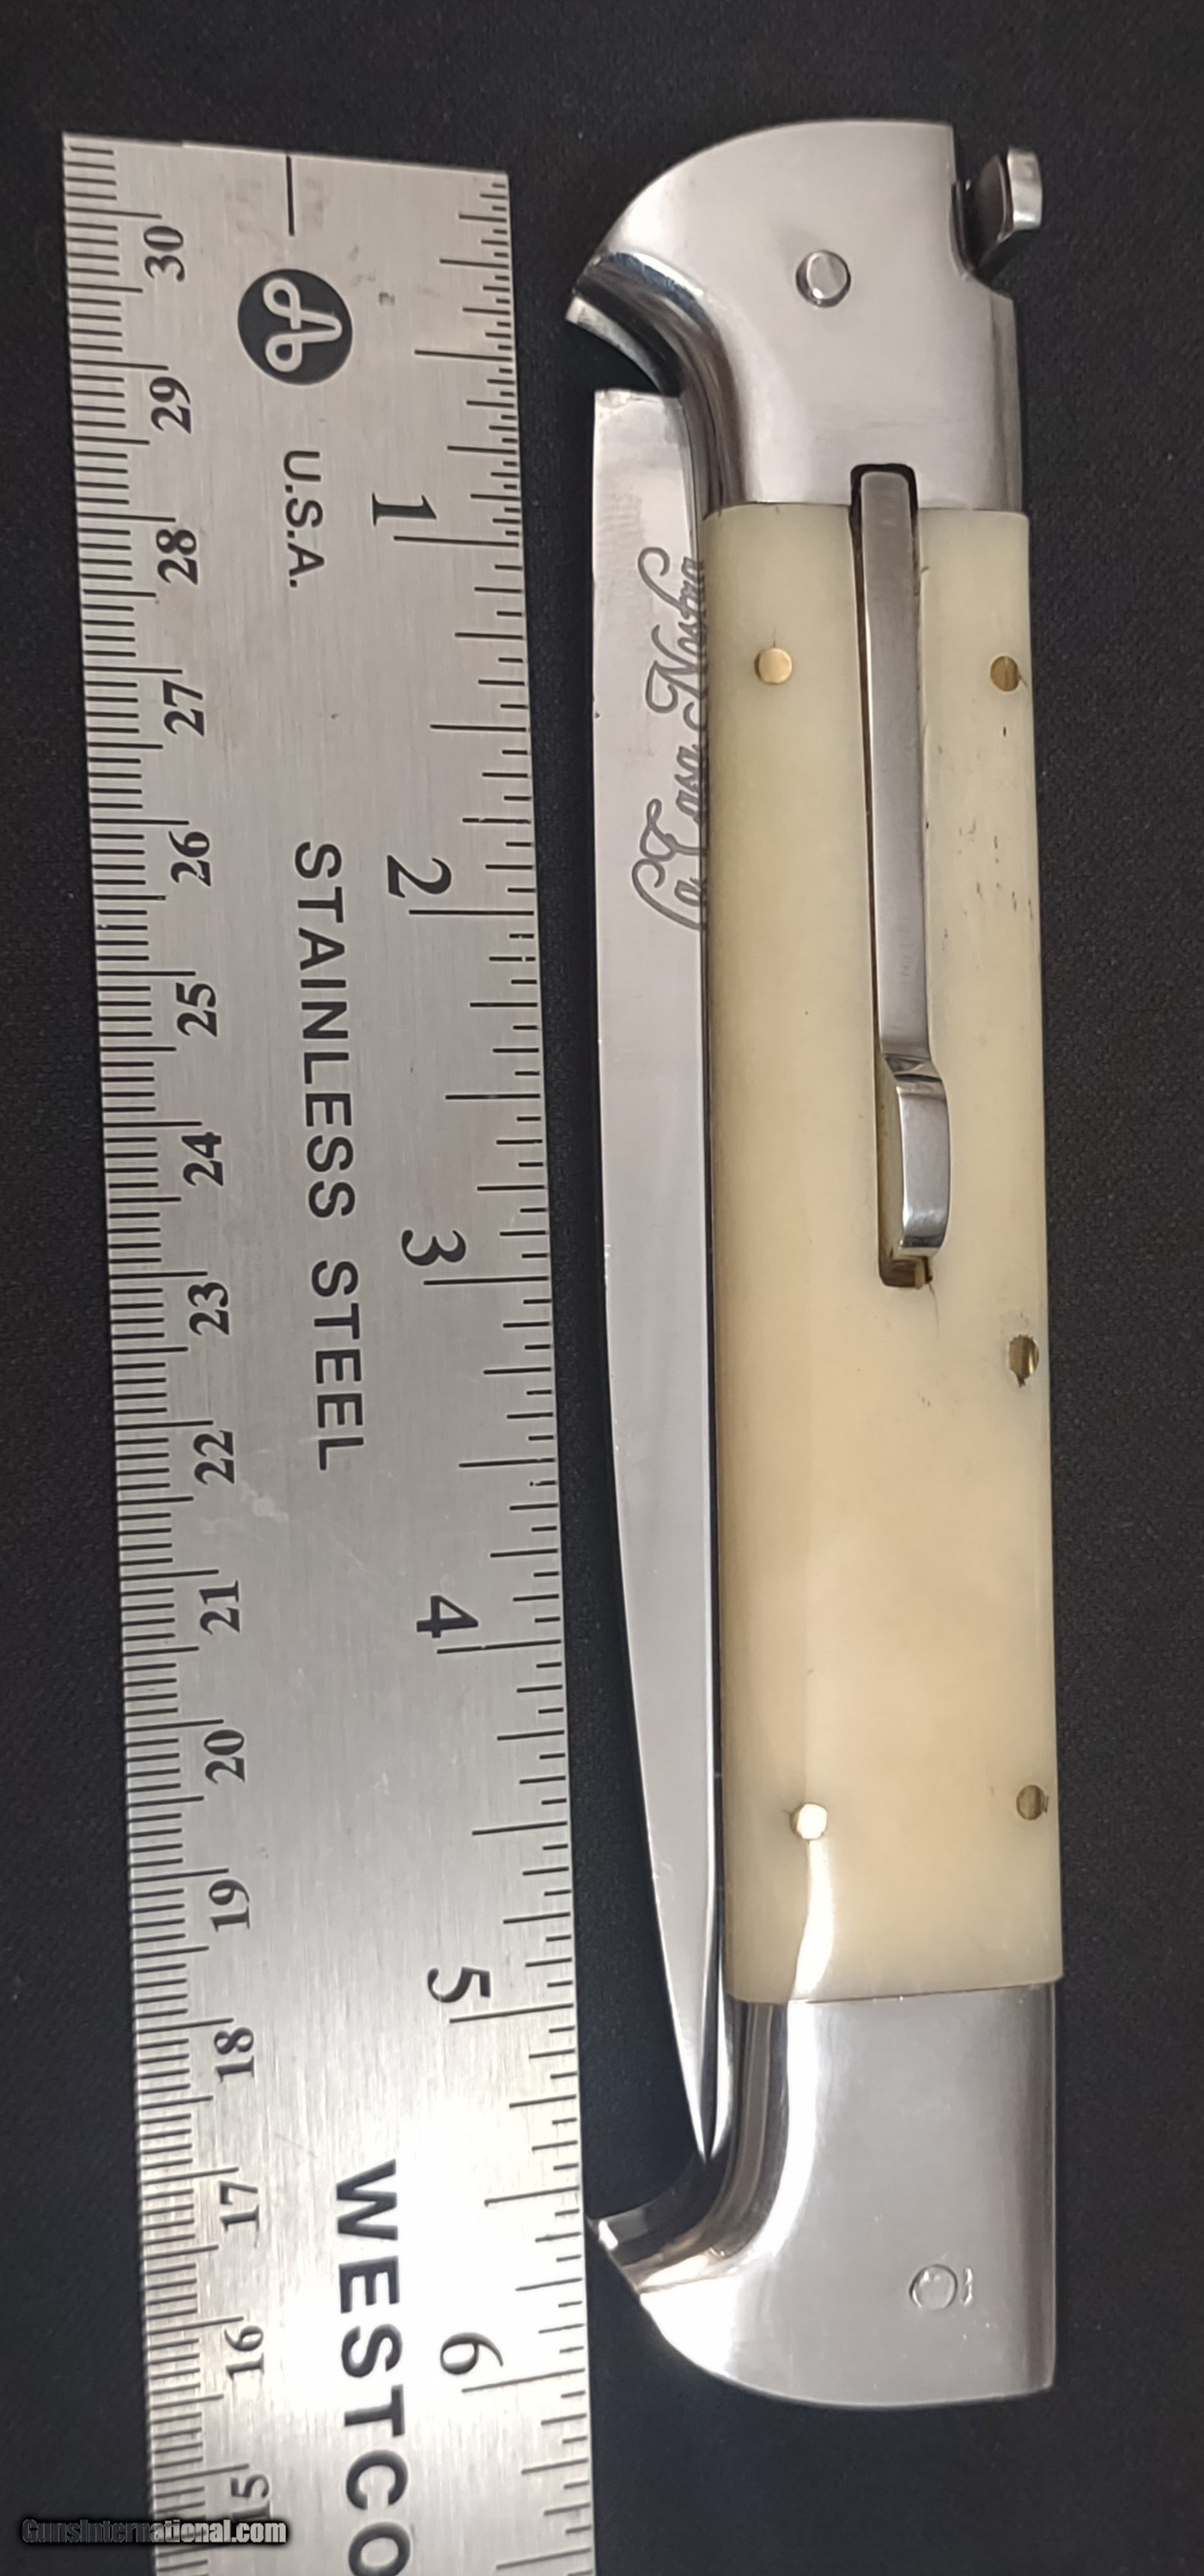 30 29 28 27 26 25 24 23 22 21 20 19 18 17 16 15
U.S.A. STAINLESS STEEL WESTCO
1 2 3 4 5 6
GunsInternational.com